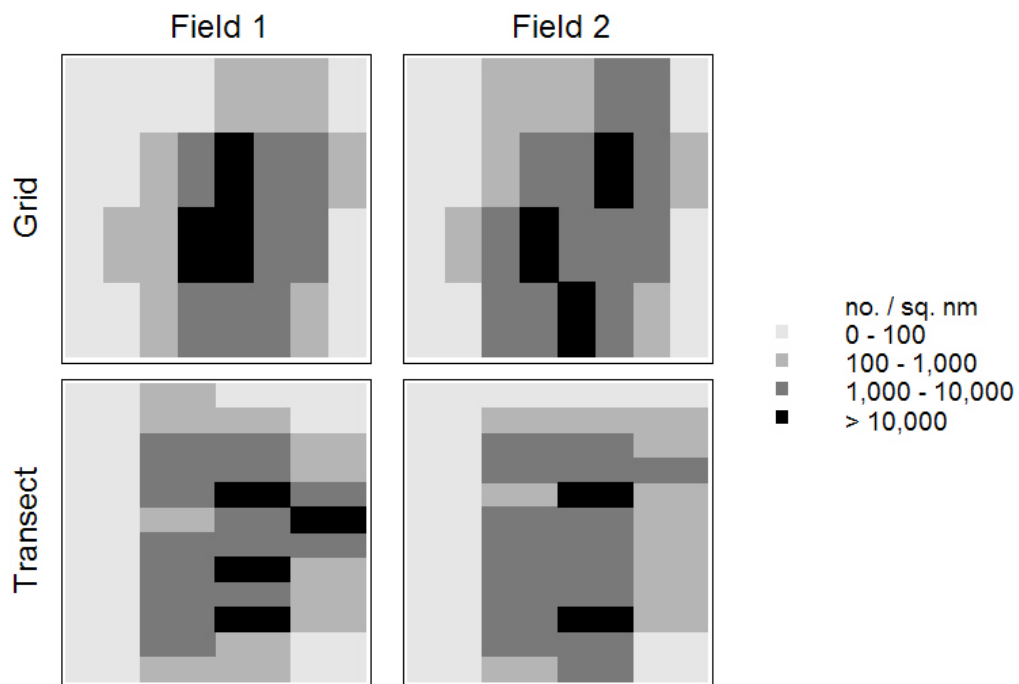 Field 1
Field 2
Grid
Transect
no. / sq. nm
0 - 100
100 - 1,000
1,000 - 10,000
> 10,000